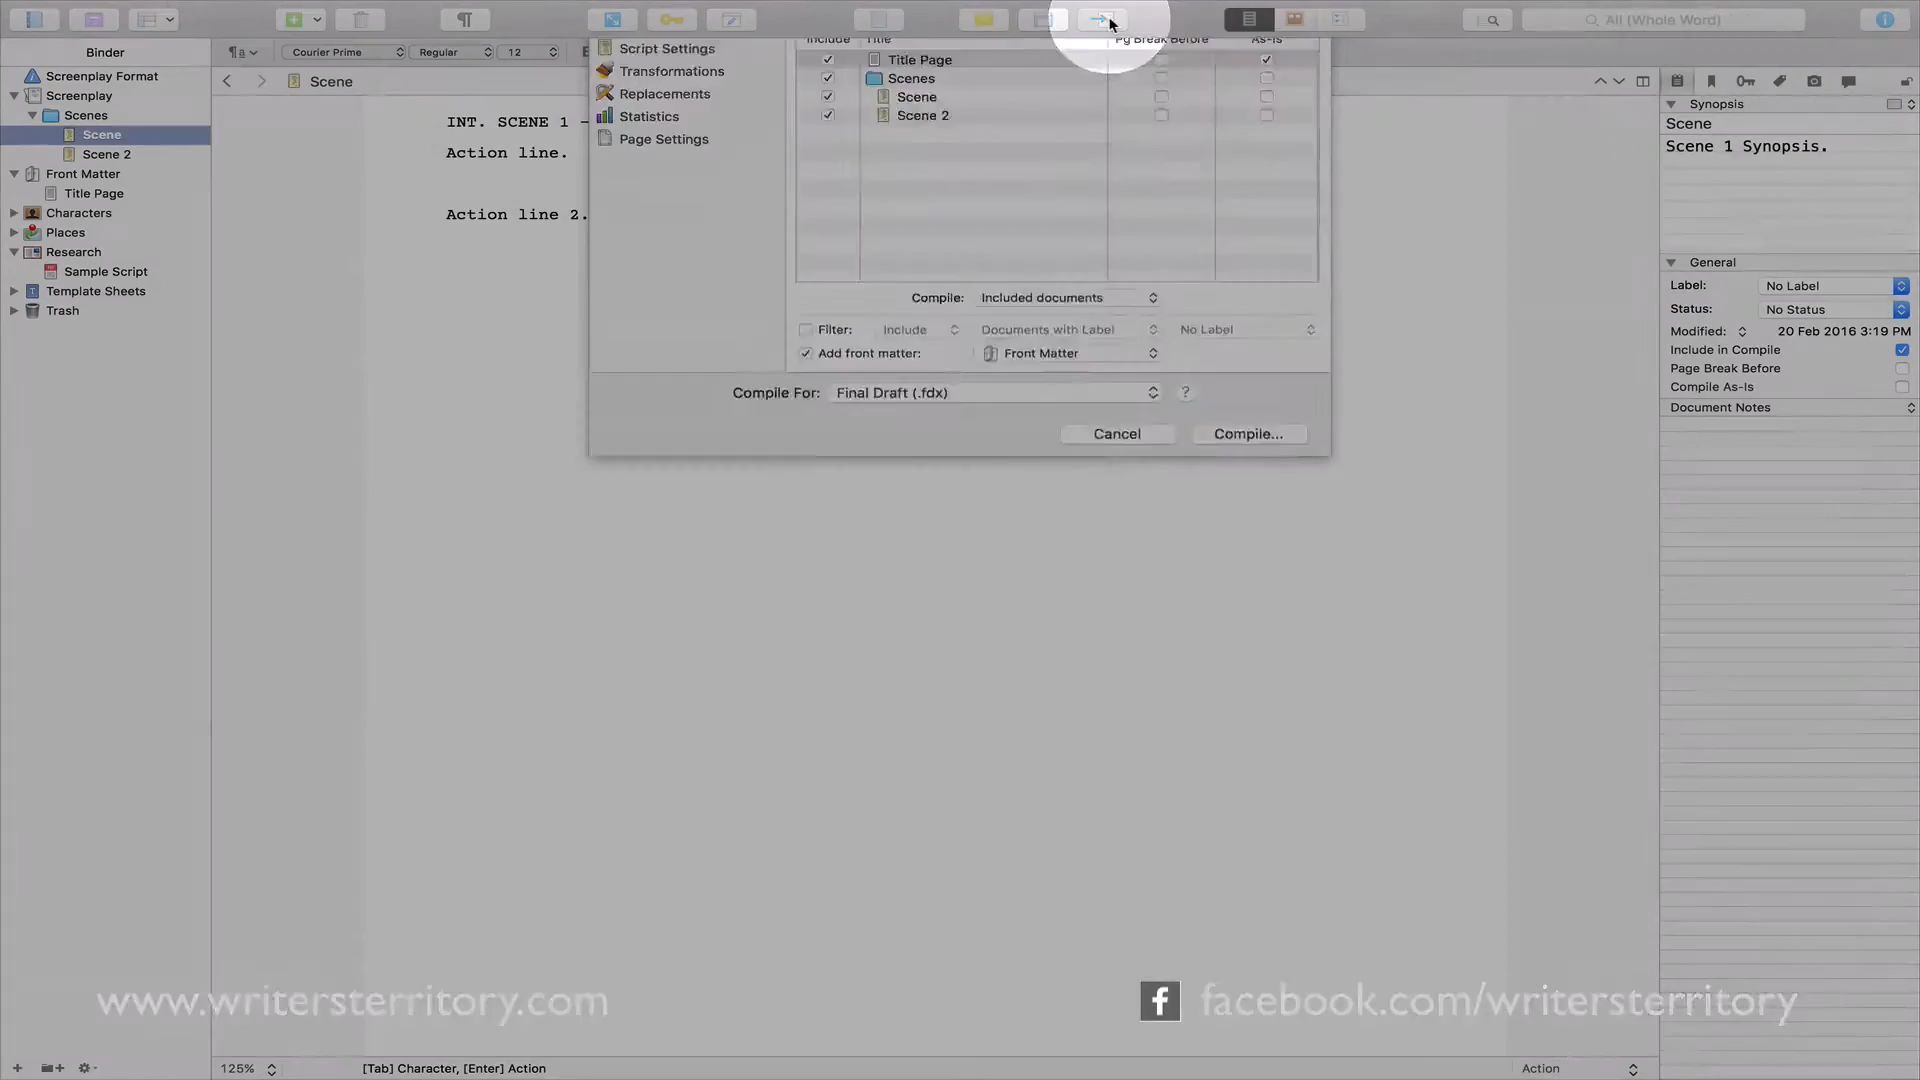 All (Whole Word)
Binder
Courier Prime
Regular
12
Scene
Screenplay Format
Screenplay
Scenes
Scene
Scene 2
Front Matter
Title Page
Characters
Places
Research
Sample Script
Template Sheets
Trash
INT. SCENE 1 -
Action line.
Action line 2.
Script Settings
Transformations
Replacements
Statistics
Page Settings
Include
Title
Pg Break Before
As-Is
Title Page
Scenes
Scene
Scene 2
Compile: Included documents
Filter: Include Documents with Label No Label
Add front matter: Front Matter
Compile For: Final Draft (.fdx) ?
Cancel
Compile...
Synopsis
Scene
Scene 1 Synopsis.
General
Label: No Label
Status: No Status
Modified: 20 Feb 2016 3:19 PM
Include in Compile
Page Break Before
Compile As-Is
Document Notes
www.writersterritory.com
f facebook.com/writersterritory
125%
[Tab] Character, [Enter] Action
Action